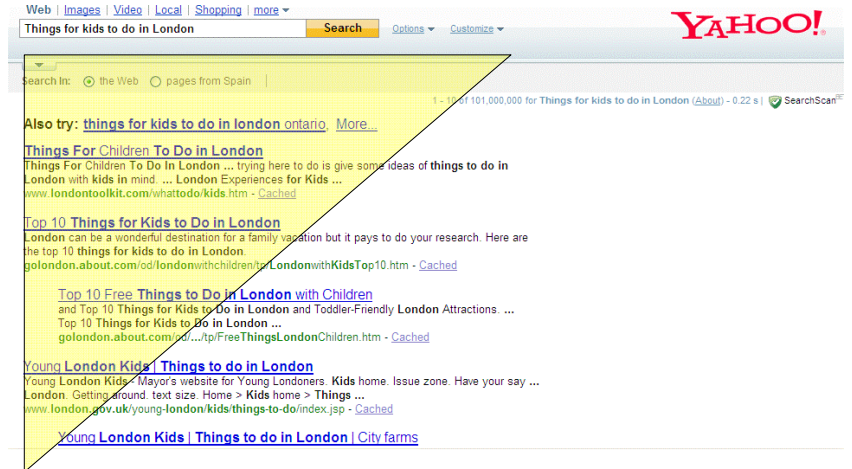 Web | Images | Video | Local | Shopping | more
Things for kids to do in London Search Options Customize YAHOO!
Search In: the Web pages from Spain
1 - 10 of 101,000,000 for Things for kids to do in London (About) - 0.22 s | SearchScan
Also try: things for kids to do in london ontario, More...
Things For Children To Do in London
Things For Children To Do In London ... trying here to do is give some ideas of things to do in
London with kids in mind. ... London Experiences for Kids ...
www.londontoolkit.com/whattodo/kids.htm - Cached
Top 10 Things for Kids to Do in London
London can be a wonderful destination for a family vacation but it pays to do your research. Here are
the top 10 things for kids to do in London.
golondon.about.com/od/londonwithchildren/tp/LondonwithKidsTop10.htm - Cached
Top 10 Free Things to Do in London with Children
and Top 10 Things for Kids to Do in London and Toddler-Friendly London Attractions. ...
Top 10 Things for Kids to Do in London ...
golondon.about.com/od/.../tp/FreeThingsLondonChildren.htm - Cached
Young London Kids | Things to do in London
Young London Kids - Mayor's website for Young Londoners. Kids home. Issue zone. Have your say ...
London. Getting around. text size. Home > Kids home > Things ...
www.london.gov.uk/young-london/kids/things-to-do/index.jsp - Cached
Young London Kids | Things to do in London | City farms